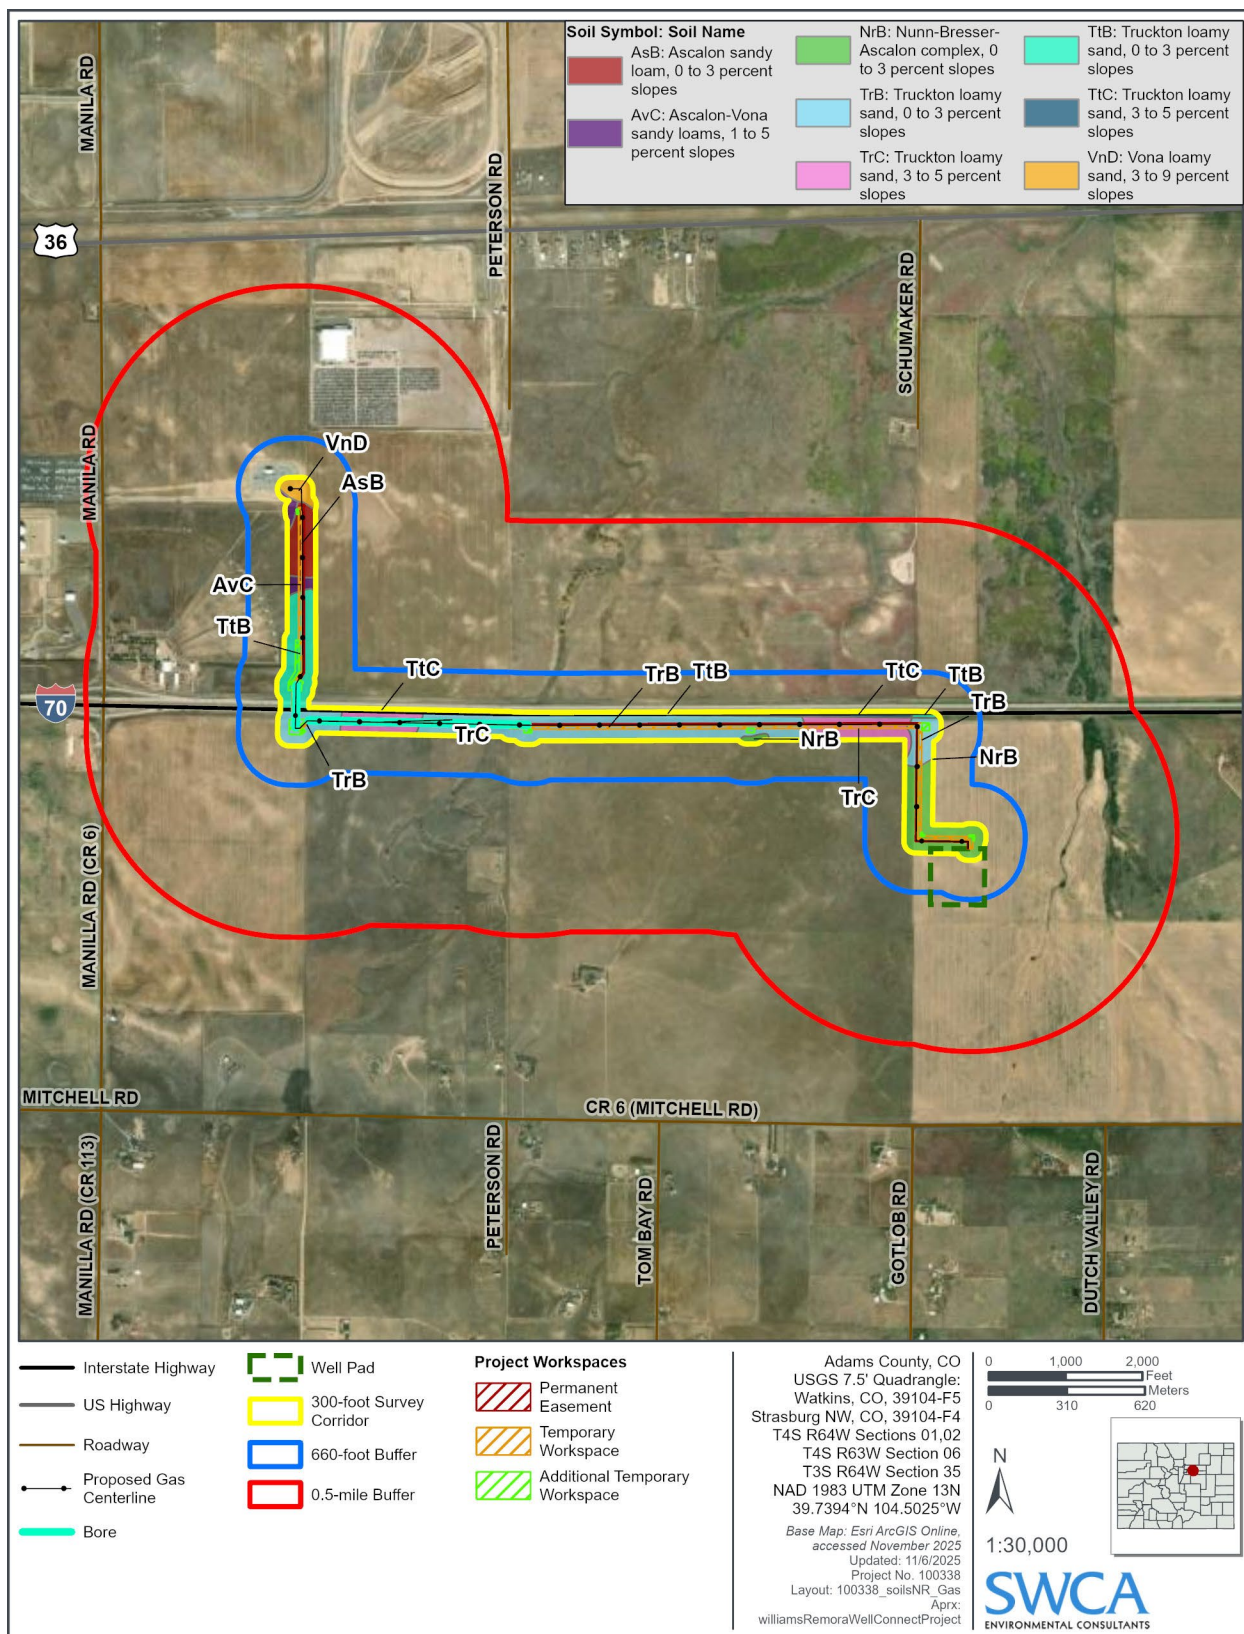 Soil Symbol: Soil Name
AsB: Ascalon sandy
loam, 0 to 3 percent
slopes
AvC: Ascalon-Vona
sandy loams, 1 to 5
percent slopes
NrB: Nunn-Bresser-
Ascalon complex, 0
to 3 percent slopes
TrB: Truckton loamy
sand, 0 to 3 percent
slopes
TrC: Truckton loamy
sand, 3 to 5 percent
slopes
TtB: Truckton loamy
sand, 0 to 3 percent
slopes
TtC: Truckton loamy
sand, 3 to 5 percent
slopes
VnD: Vona loamy
sand, 3 to 9 percent
slopes
MANILA RD
PETERSON RD
36
SCHUMAKER RD
MANILA RD
VnD
AsB
AvC
TtB
TtC
TrB
TtB
TtC
TtB
TrB
70
TrC
NrB
NrB
TrB
TrC
MANILLA RD (CR 6)
MITCHELL RD
CR 6 (MITCHELL RD)
MANILLA RD (CR 113)
PETERSON RD
TOM BAY RD
GOTLOB RD
DUTCH VALLEY RD
Interstate Highway
US Highway
Roadway
Proposed Gas
Centerline
Bore
Well Pad
300-foot Survey
Corridor
660-foot Buffer
0.5-mile Buffer
Project Workspaces
Permanent
Easement
Temporary
Workspace
Additional Temporary
Workspace
Adams County, CO
USGS 7.5' Quadrangle:
Watkins, CO, 39104-F5
Strasburg NW, CO, 39104-F4
T4S R64W Sections 01,02
T4S R63W Section 06
T3S R64W Section 35
NAD 1983 UTM Zone 13N
39.7394°N 104.5025°W
Base Map: Esri ArcGIS Online,
accessed November 2025
Updated: 11/6/2025
Project No. 100338
Layout: 100338_soilsNR_Gas
Aprx:
williamsRemoraWellConnectProject
0 1,000 2,000
Feet
Meters
0 310 620
N
1:30,000
SWCA
ENVIRONMENTAL CONSULTANTS